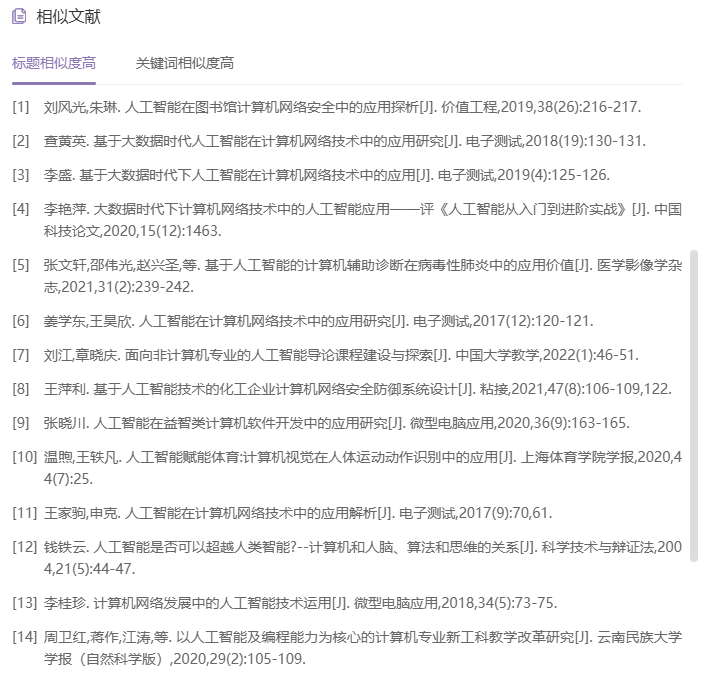 相似文献
标题相似度高 关键词相似度高
[1] 刘风光,朱琳. 人工智能在图书馆计算机网络安全中的应用探析[J]. 价值工程,2019,38(26):216-217.
[2] 查黄英. 基于大数据时代人工智能在计算机网络技术中的应用研究[J]. 电子测试,2018(19):130-131.
[3] 李盛. 基于大数据时代下人工智能在计算机网络技术中的应用[J]. 电子测试,2019(4):125-126.
[4] 李艳萍. 大数据时代下计算机网络技术中的人工智能应用——评《人工智能从入门到进阶实战》[J]. 中国
科技论文,2020,15(12):1463.
[5] 张文轩,邵伟光,赵兴圣,等. 基于人工智能的计算机辅助诊断在病毒性肺炎中的应用价值[J]. 医学影像学杂
志,2021,31(2):239-242.
[6] 姜学东,王昊欣. 人工智能在计算机网络技术中的应用研究[J]. 电子测试,2017(12):120-121.
[7] 刘江,章晓庆. 面向非计算机专业的人工智能导论课程建设与探索[J]. 中国大学教学,2022(1):46-51.
[8] 王萍利. 基于人工智能技术的化工企业计算机网络安全防御系统设计[J]. 粘接,2021,47(8):106-109,122.
[9] 张晓川. 人工智能在益智类计算机软件开发中的应用研究[J]. 微型电脑应用,2020,36(9):163-165.
[10] 温煦,王轶凡. 人工智能赋能体育:计算机视觉在人体运动动作识别中的应用[J]. 上海体育学院学报,2020,4
4(7):25.
[11] 王家驹,申克. 人工智能在计算机网络技术中的应用解析[J]. 电子测试,2017(9):70,61.
[12] 钱铁云. 人工智能是否可以超越人类智能?--计算机和人脑、算法和思维的关系[J]. 科学技术与辩证法,200
4,21(5):44-47.
[13] 李桂珍. 计算机网络发展中的人工智能技术运用[J]. 微型电脑应用,2018,34(5):73-75.
[14] 周卫红,蒋作,江涛,等. 以人工智能及编程能力为核心的计算机专业新工科教学改革研究[J]. 云南民族大学
学报（自然科学版）,2020,29(2):105-109.